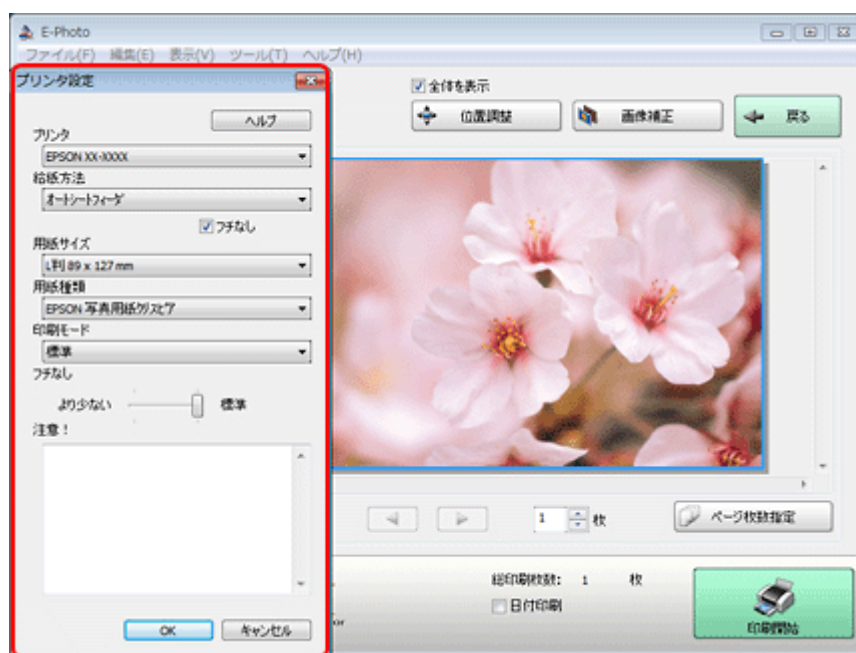 E-Photo
ファイル(F) 編集(E) 表示(V) ツール(T) ヘルプ(H)
プリンタ設定
ヘルプ
プリンタ
EPSON XX-XXXX
給紙方法
オートシートフィーダ
フチなし
用紙サイズ
L判 89 x 127 mm
用紙種類
EPSON 写真用紙クリスピア
印刷モード
標準
フチなし
より少ない 標準
注意！
OK キャンセル
全体を表示
位置調整 画像補正 戻る
1 枚 ページ枚数指定
総印刷枚数: 1 枚
日付印刷
or
印刷開始